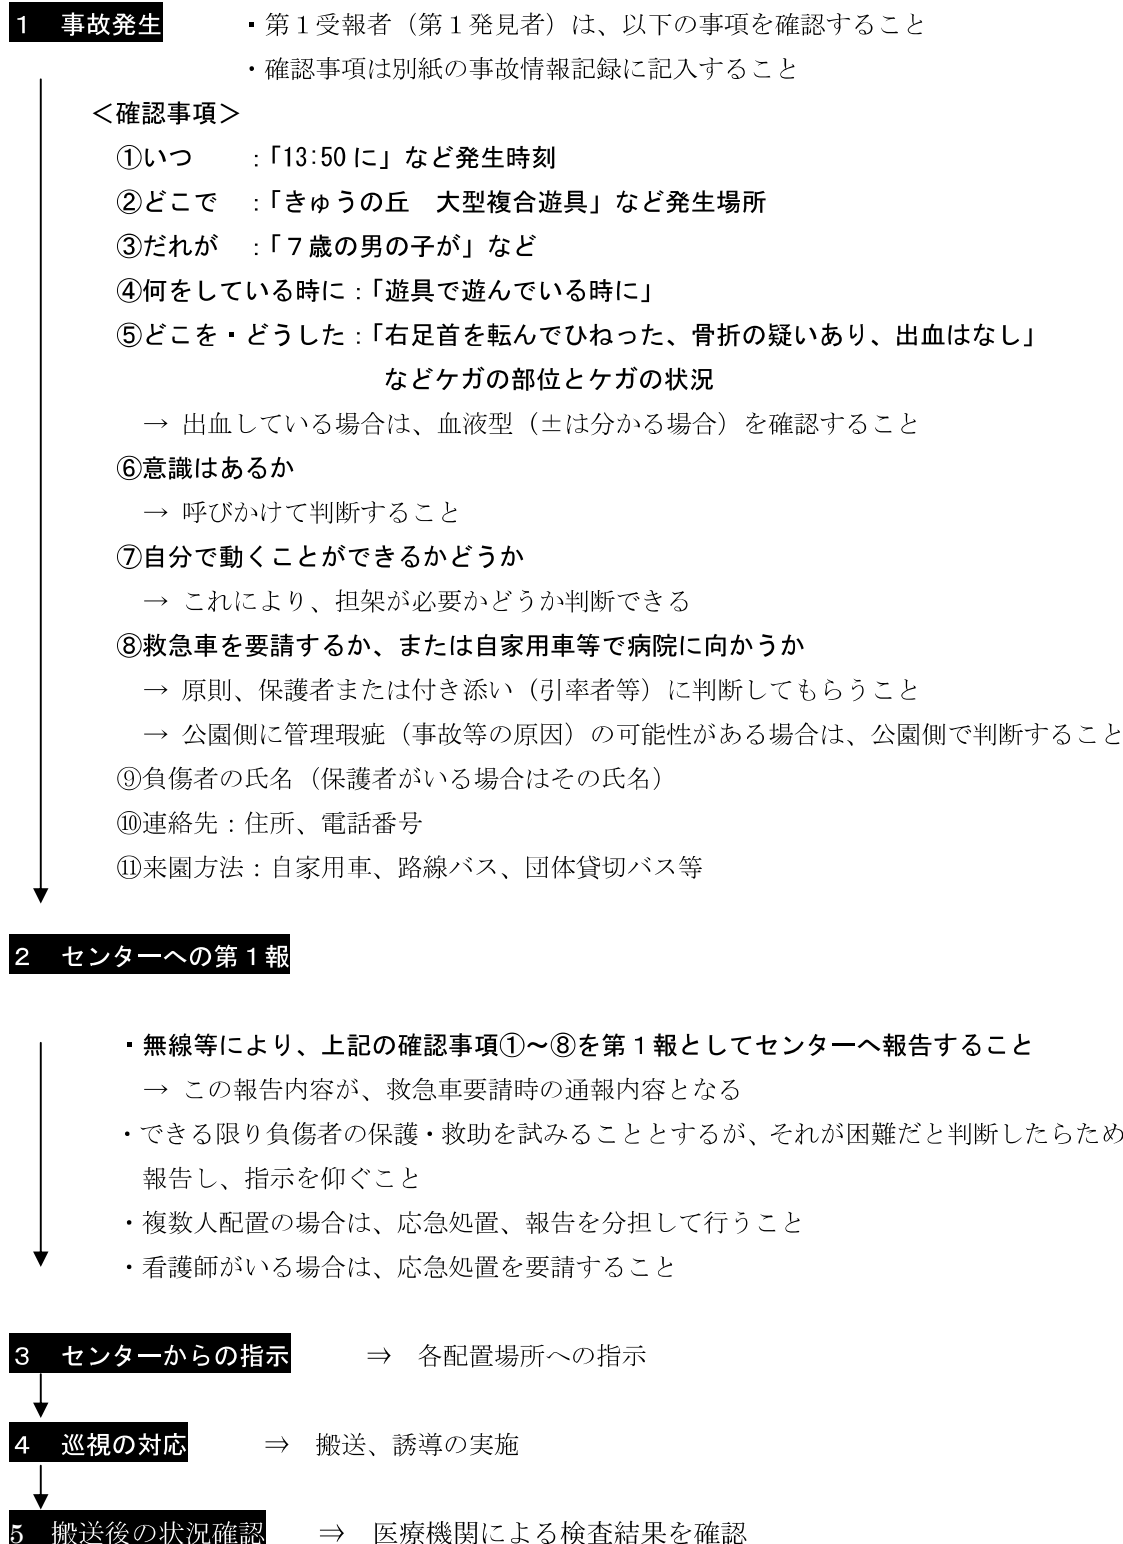 １　事故発生　・第１受報者（第１発見者）は、以下の事項を確認すること
・確認事項は別紙の事故情報記録に記入すること
＜確認事項＞
①いつ　：「13:50に」など発生時刻
②どこで　：「きゅうの丘　大型複合遊具」など発生場所
③だれが　：「７歳の男の子が」など
④何をしている時に：「遊具で遊んでいる時に」
⑤どこを・どうした：「右足首を転んでひねった、骨折の疑いあり、出血はなし」
などケガの部位とケガの状況
→ 出血している場合は、血液型（±は分かる場合）を確認すること
⑥意識はあるか
→ 呼びかけて判断すること
⑦自分で動くことができるかどうか
→ これにより、担架が必要かどうか判断できる
⑧救急車を要請するか、または自家用車等で病院に向かうか
→ 原則、保護者または付き添い（引率者等）に判断してもらうこと
→ 公園側に管理瑕疵（事故等の原因）の可能性がある場合は、公園側で判断すること
⑨負傷者の氏名（保護者がいる場合はその氏名）
⑩連絡先：住所、電話番号
⑪来園方法：自家用車、路線バス、団体貸切バス等
２　センターへの第１報
・無線等により、上記の確認事項①～⑧を第１報としてセンターへ報告すること
→ この報告内容が、救急車要請時の通報内容となる
・できる限り負傷者の保護・救助を試みることとするが、それが困難だと判断したらため
報告し、指示を仰ぐこと
・複数人配置の場合は、応急処置、報告を分担して行うこと
・看護師がいる場合は、応急処置を要請すること
３　センターからの指示　⇒　各配置場所への指示
４　巡視の対応　⇒　搬送、誘導の実施
5　搬送後の状況確認　⇒　医療機関による検査結果を確認